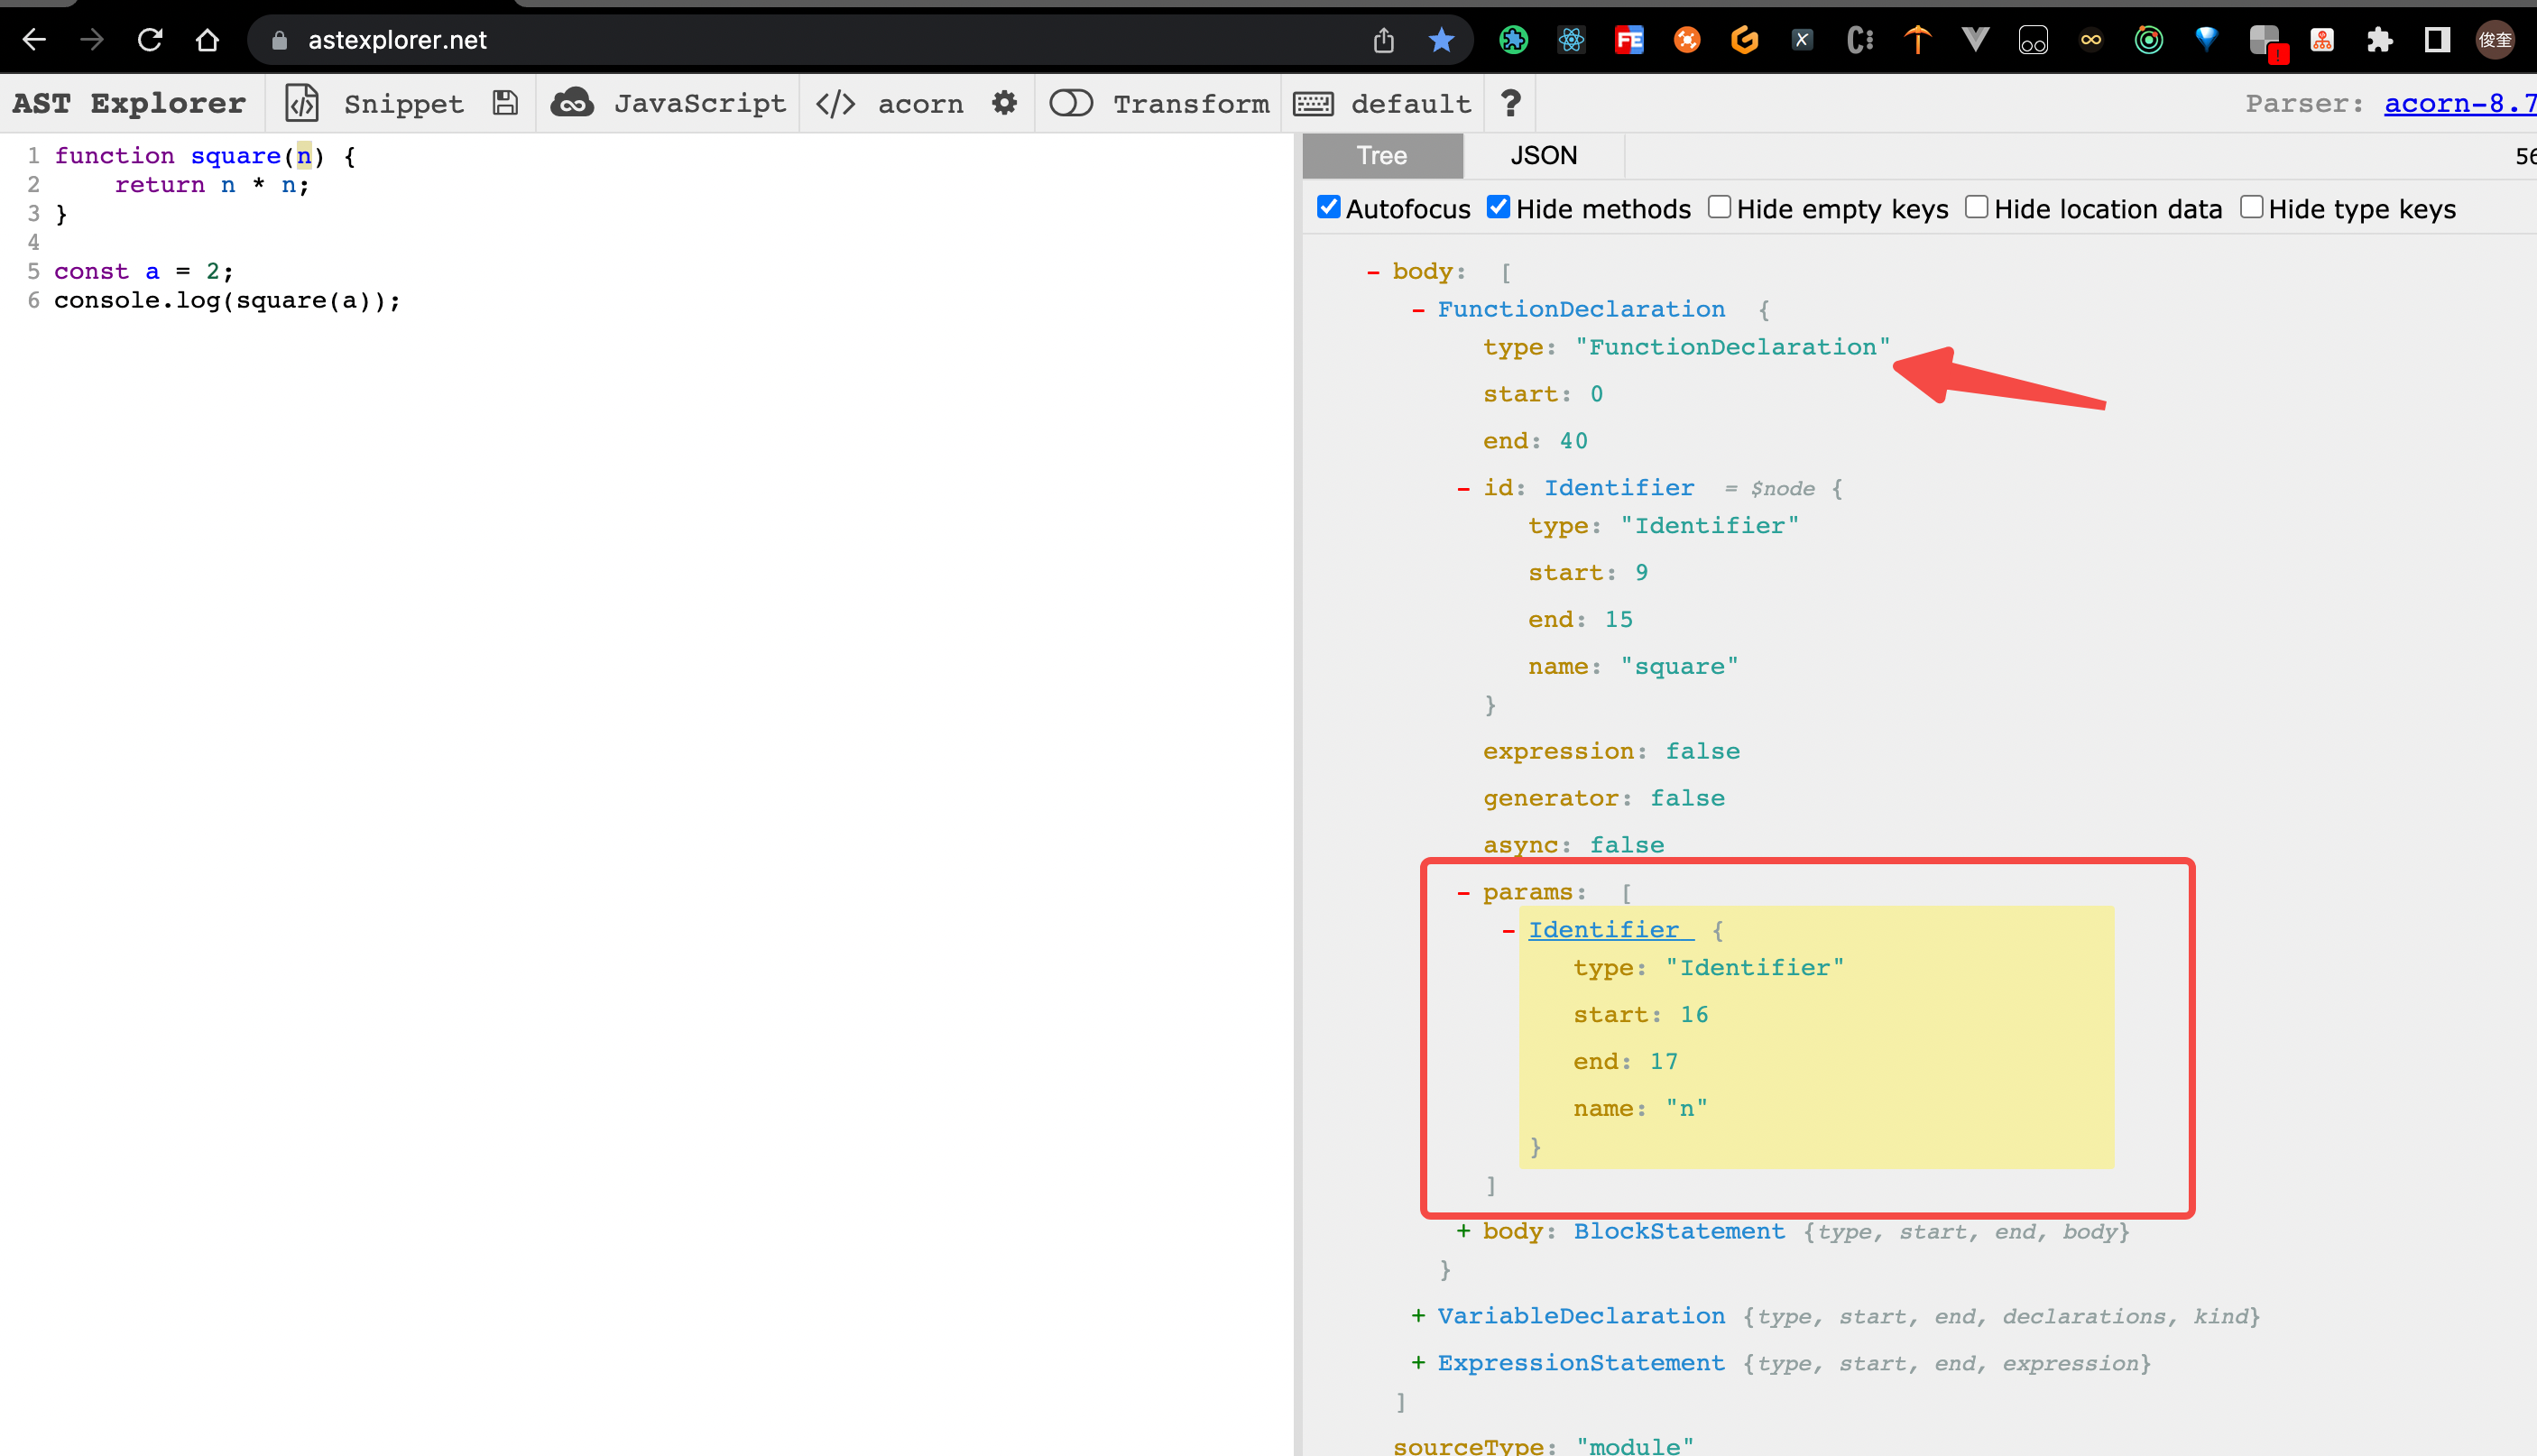 astexplorer.net
FE
俊奎
AST Explorer Snippet JavaScript </> acorn Transform default ? Parser: acorn-8.7
1 function square(n) {
2     return n * n;
3 }
4
5 const a = 2;
6 console.log(square(a));
Tree JSON 56
Autofocus Hide methods Hide empty keys Hide location data Hide type keys
- body: [
- FunctionDeclaration {
type: "FunctionDeclaration"
start: 0
end: 40
- id: Identifier = $node {
type: "Identifier"
start: 9
end: 15
name: "square"
}
expression: false
generator: false
async: false
- params: [
- Identifier {
type: "Identifier"
start: 16
end: 17
name: "n"
}
]
+ body: BlockStatement {type, start, end, body}
}
+ VariableDeclaration {type, start, end, declarations, kind}
+ ExpressionStatement {type, start, end, expression}
]
sourceType: "module"